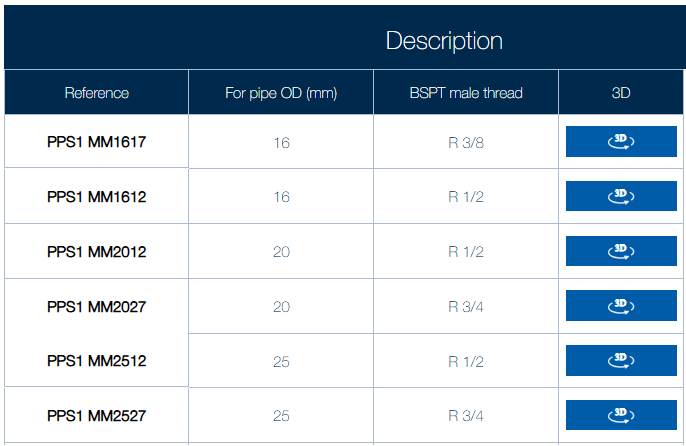 Description
Reference For pipe OD (mm) BSPT male thread 3D
PPS1 MM1617 16 R 3/8 3D
PPS1 MM1612 16 R 1/2 3D
PPS1 MM2012 20 R 1/2 3D
PPS1 MM2027 20 R 3/4 3D
PPS1 MM2512 25 R 1/2 3D
PPS1 MM2527 25 R 3/4 3D